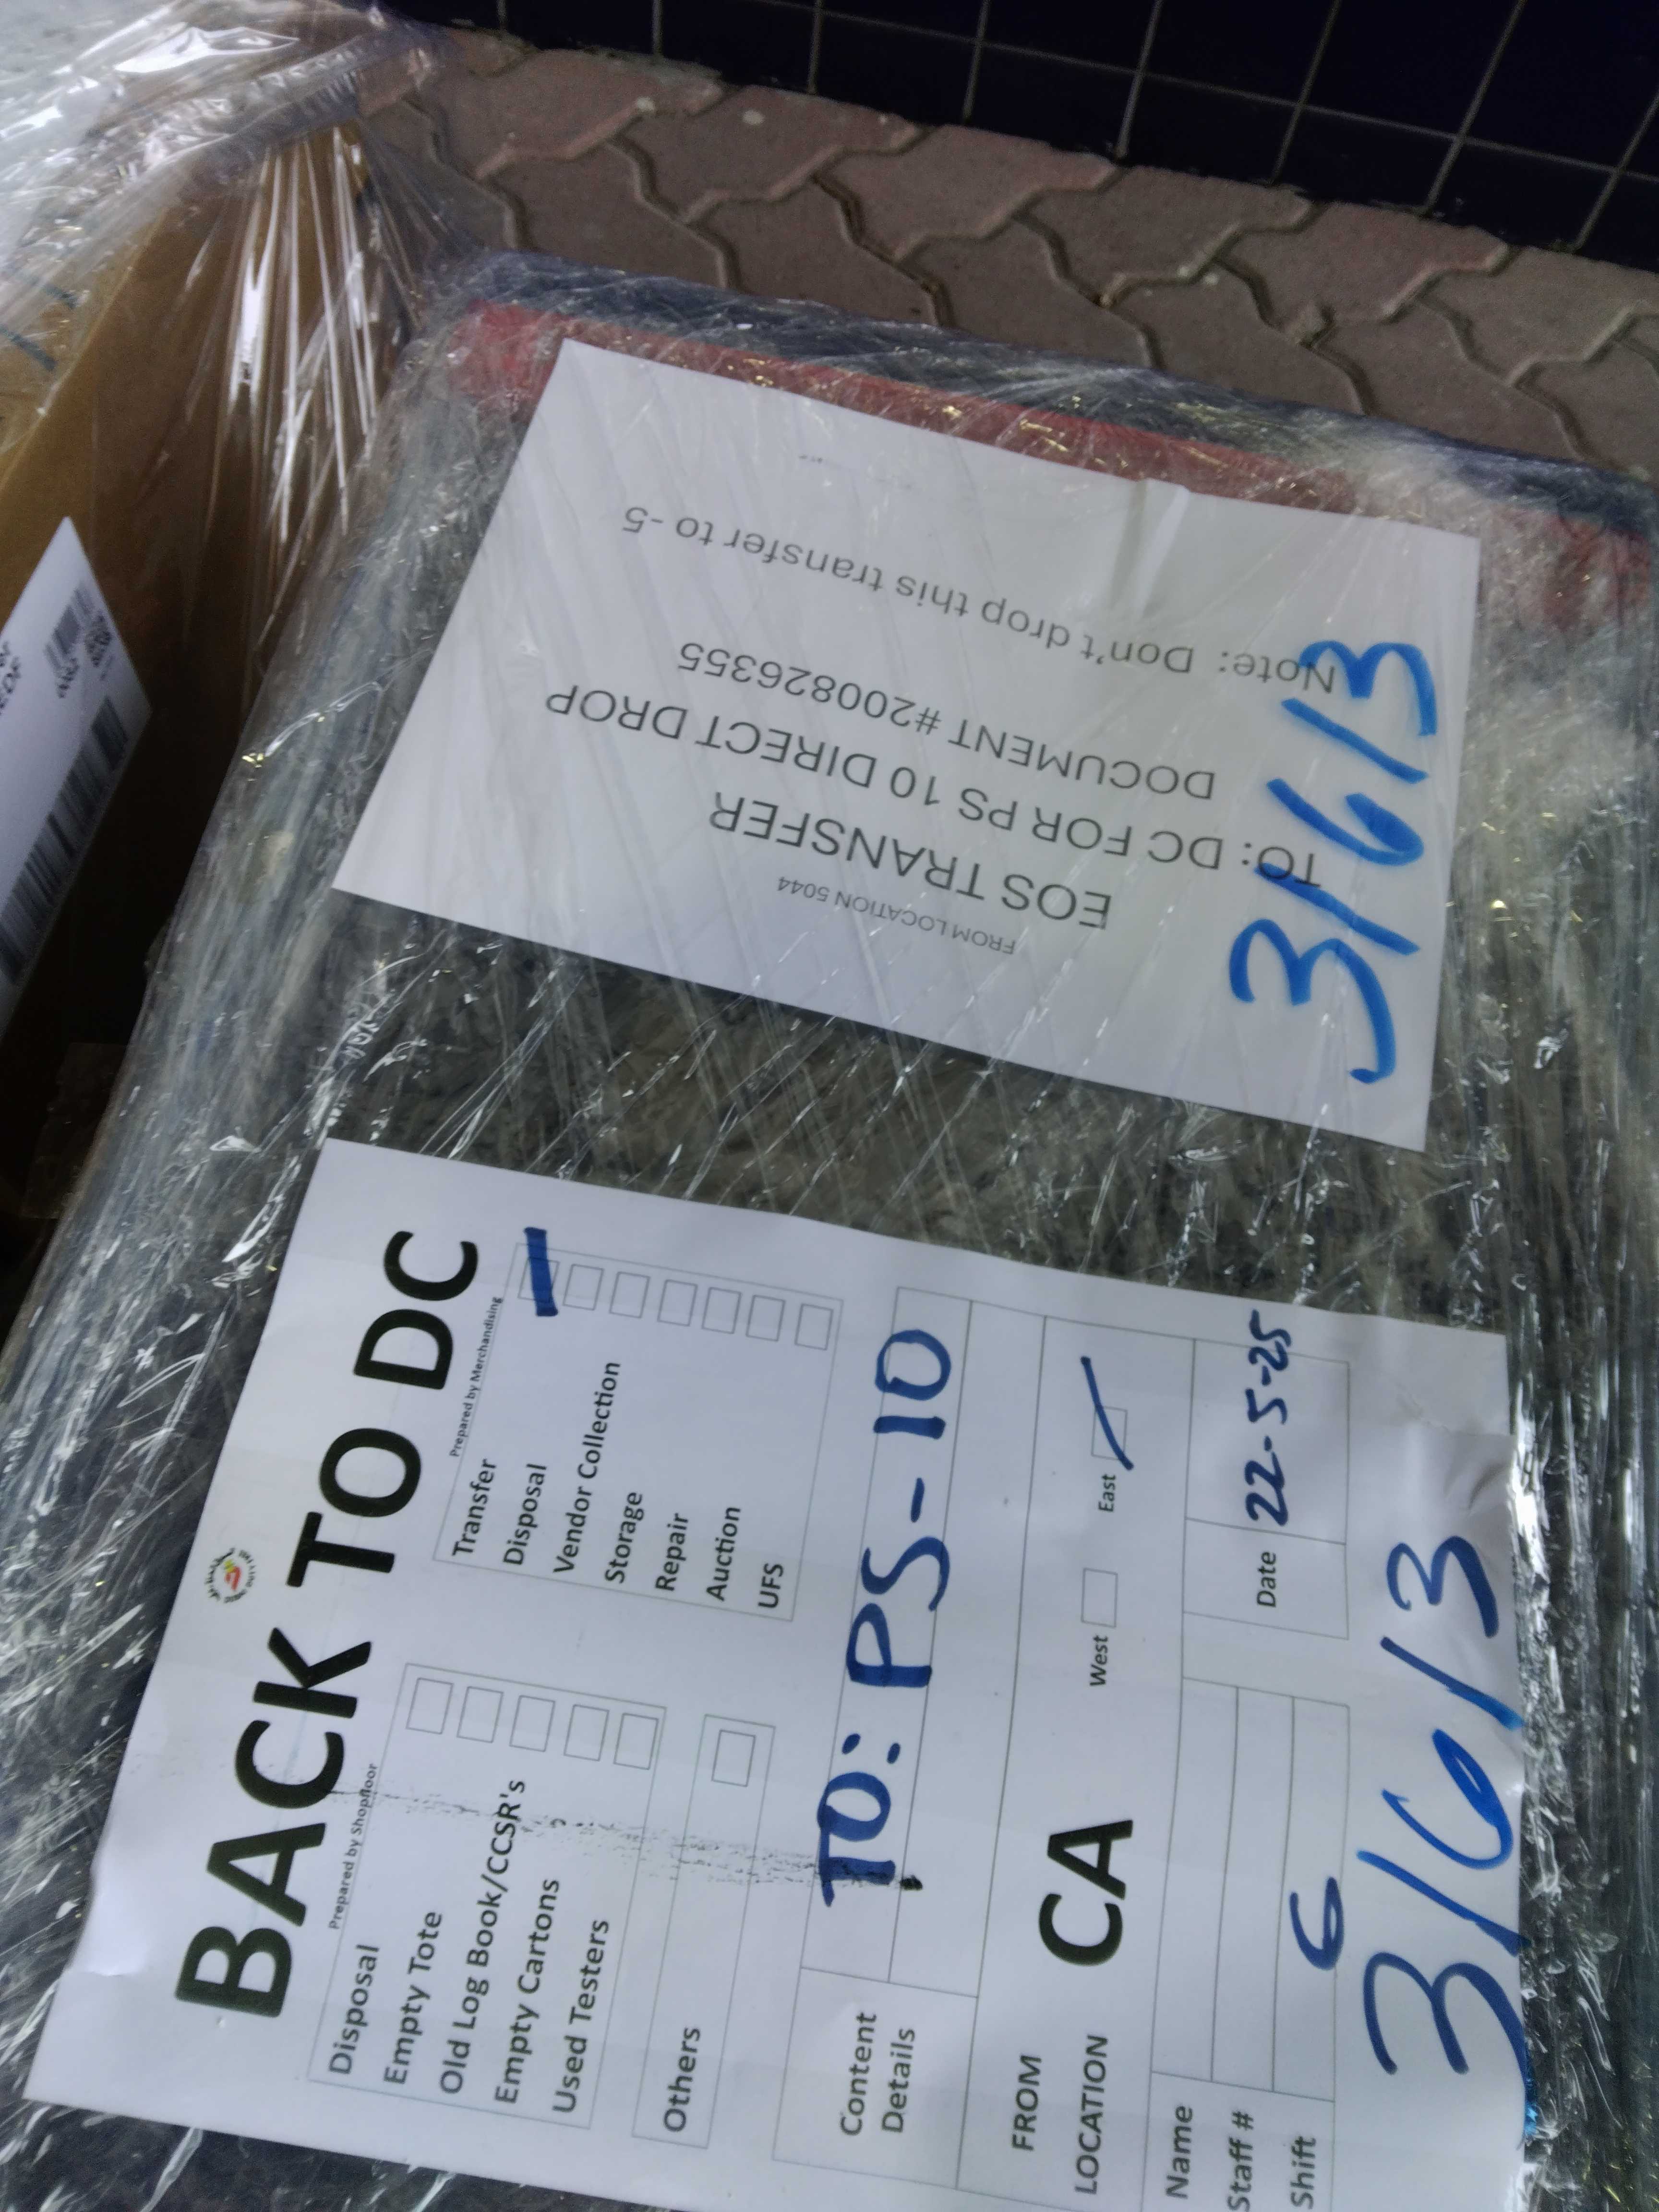 FROM LOCATION 5044
EOS TRANSFER
TO: DC FOR PS 10 DIRECT DROP
DOCUMENT #200826355
Note: Don't drop this transfer to -5
3/6/3
BACK TO DC
Prepared by Shopfloor
Disposal
Empty Tote
Old Log Book/CCSR's
Empty Cartons
Used Testers
Others
Prepared by Merchandising
Transfer
Disposal
Vendor Collection
Storage
Repair
Auction
UFS
Content Details
TO: PS-10
FROM LOCATION
CA
West
East
Name
Staff #
Shift
6
Date
22-5-25
3/6/3